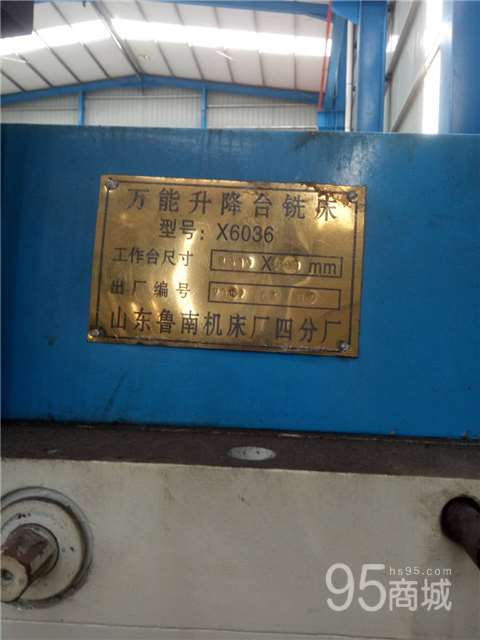 万能升降台铣床
型号：X6036
工作台尺寸 X mm
出厂编号
山东鲁南机床厂四分厂
hs95.com
95商城